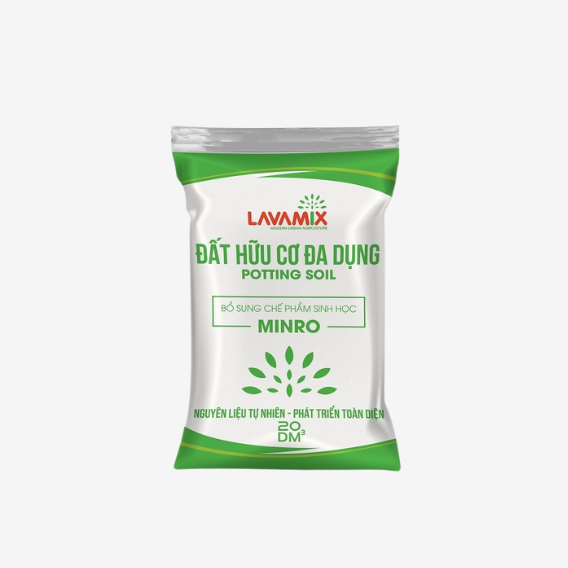 LAVAMIX
MODERN URBAN AGRICULTURE
ĐẤT HỮU CƠ ĐA DỤNG
POTTING SOIL
BỔ SUNG CHẾ PHẨM SINH HỌC
MINRO
NGUYÊN LIỆU TỰ NHIÊN - PHÁT TRIỂN TOÀN DIỆN
20
DM³